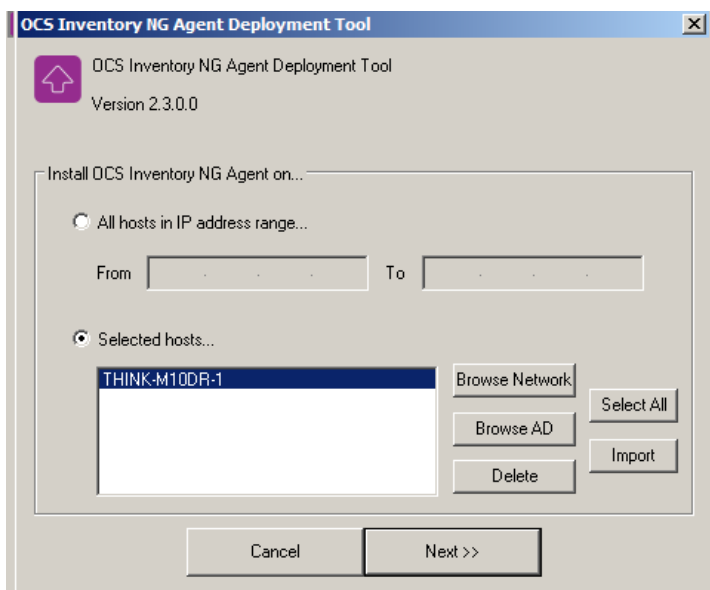 OCS Inventory NG Agent Deployment Tool
OCS Inventory NG Agent Deployment Tool
Version 2.3.0.0
Install OCS Inventory NG Agent on...
All hosts in IP address range...
From . . . To . . .
Selected hosts...
THINK-M10DR-1
Browse Network
Select All
Browse AD
Import
Delete
Cancel Next >>